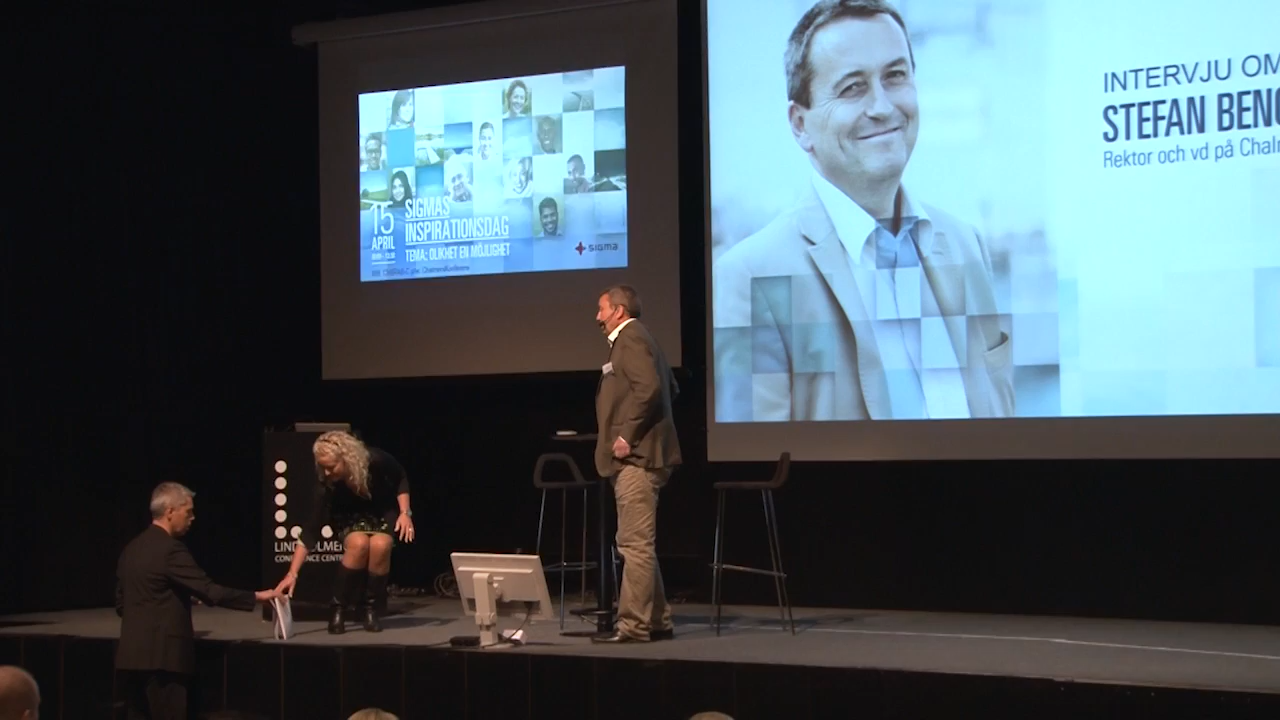 15
APRIL
SIGMAS
INSPIRATIONSDAG
TEMA: OLIKHET EN MÖJLIGHET
sigma
INTERVJU OM
STEFAN BENG
Rektor och vd på Chalm
LINDHOLMEN
CONFERENCE CENTRE